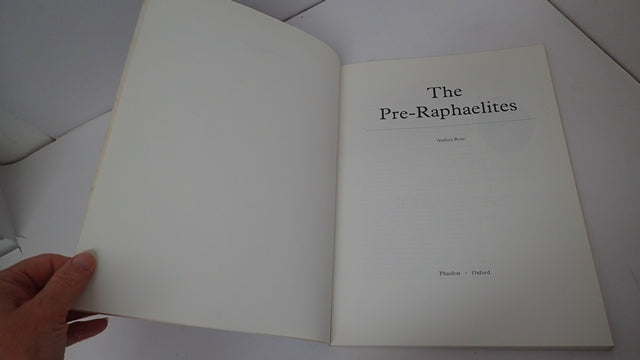 The
Pre-Raphaelites
Andrea Rose
Phaidon · Oxford